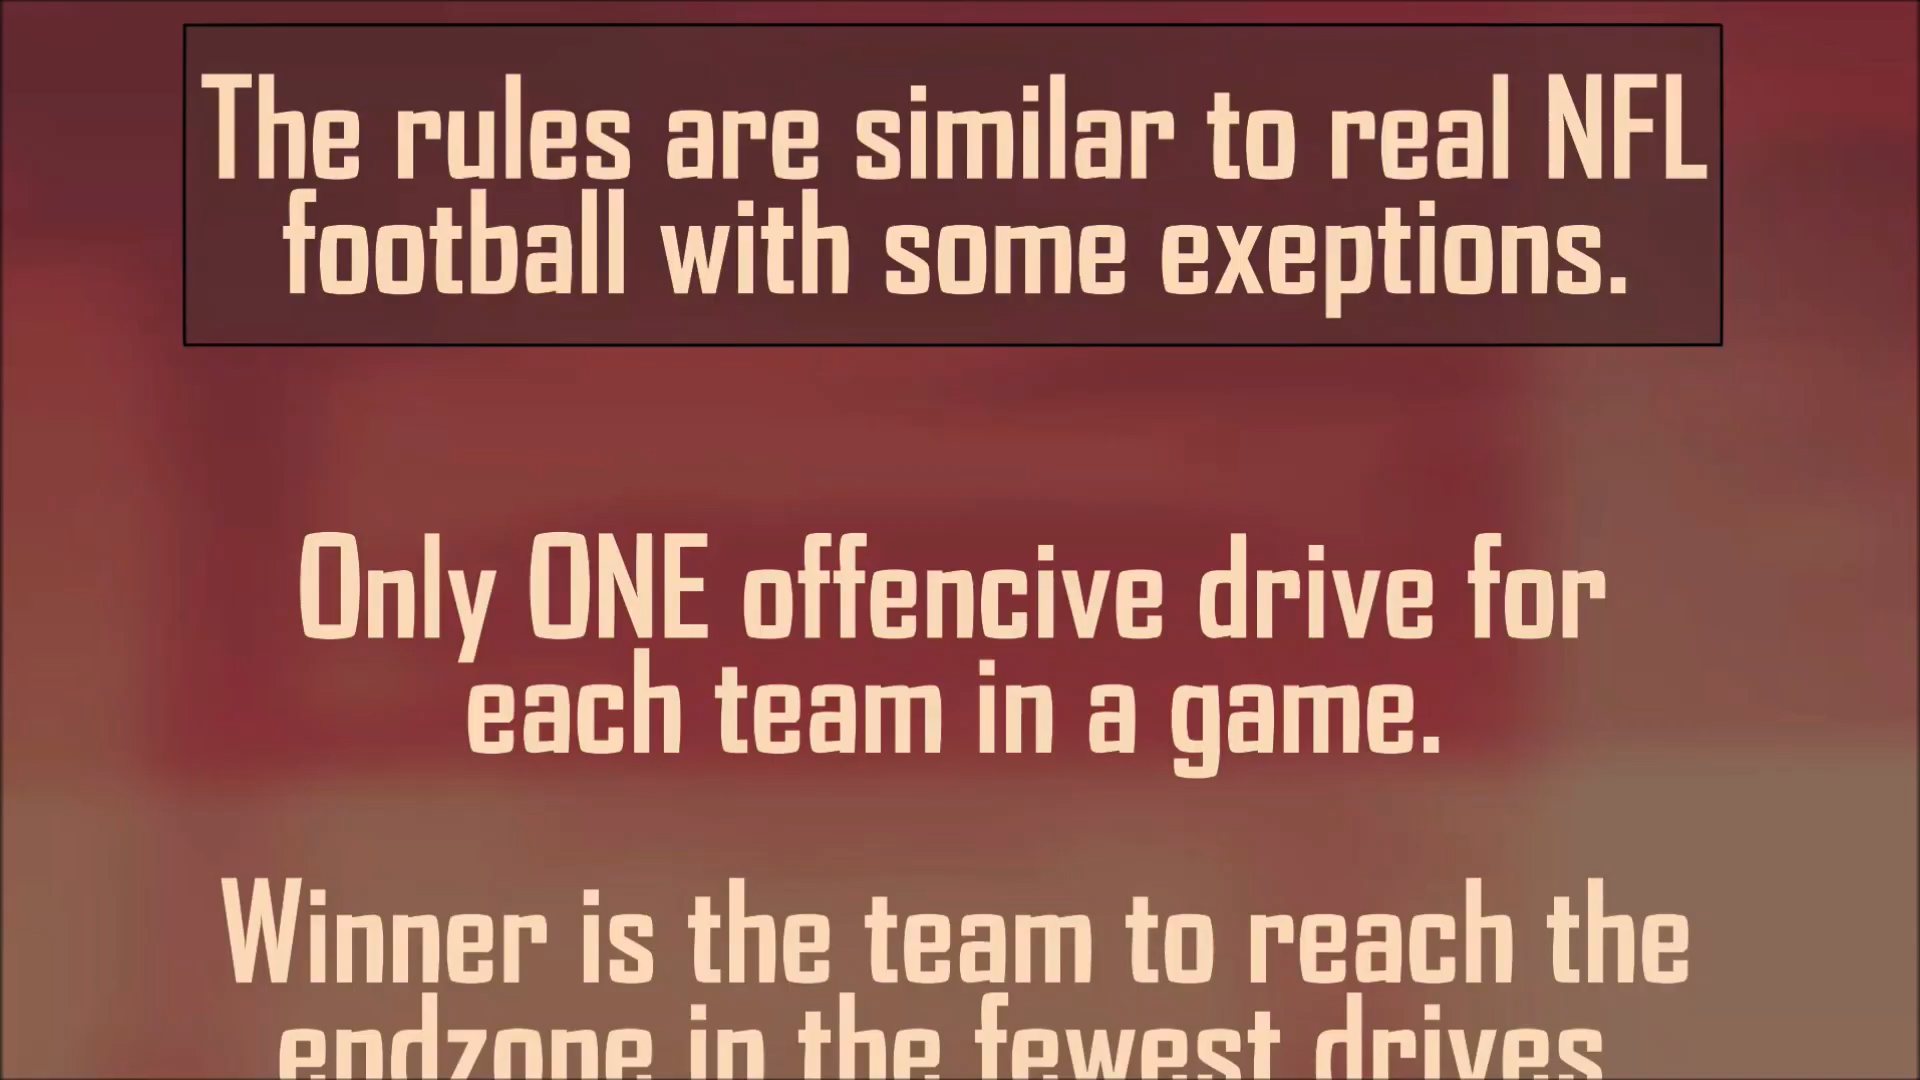 The rules are similar to real NFL
football with some exeptions.
Only ONE offencive drive for
each team in a game.
Winner is the team to reach the
endzone in the fewest drives